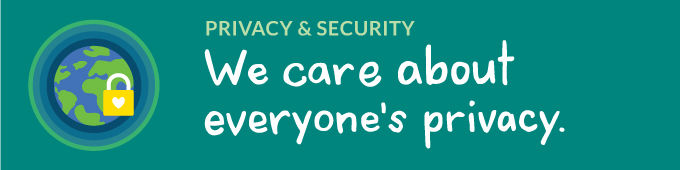 PRIVACY & SECURITY
We care about
everyone's privacy.